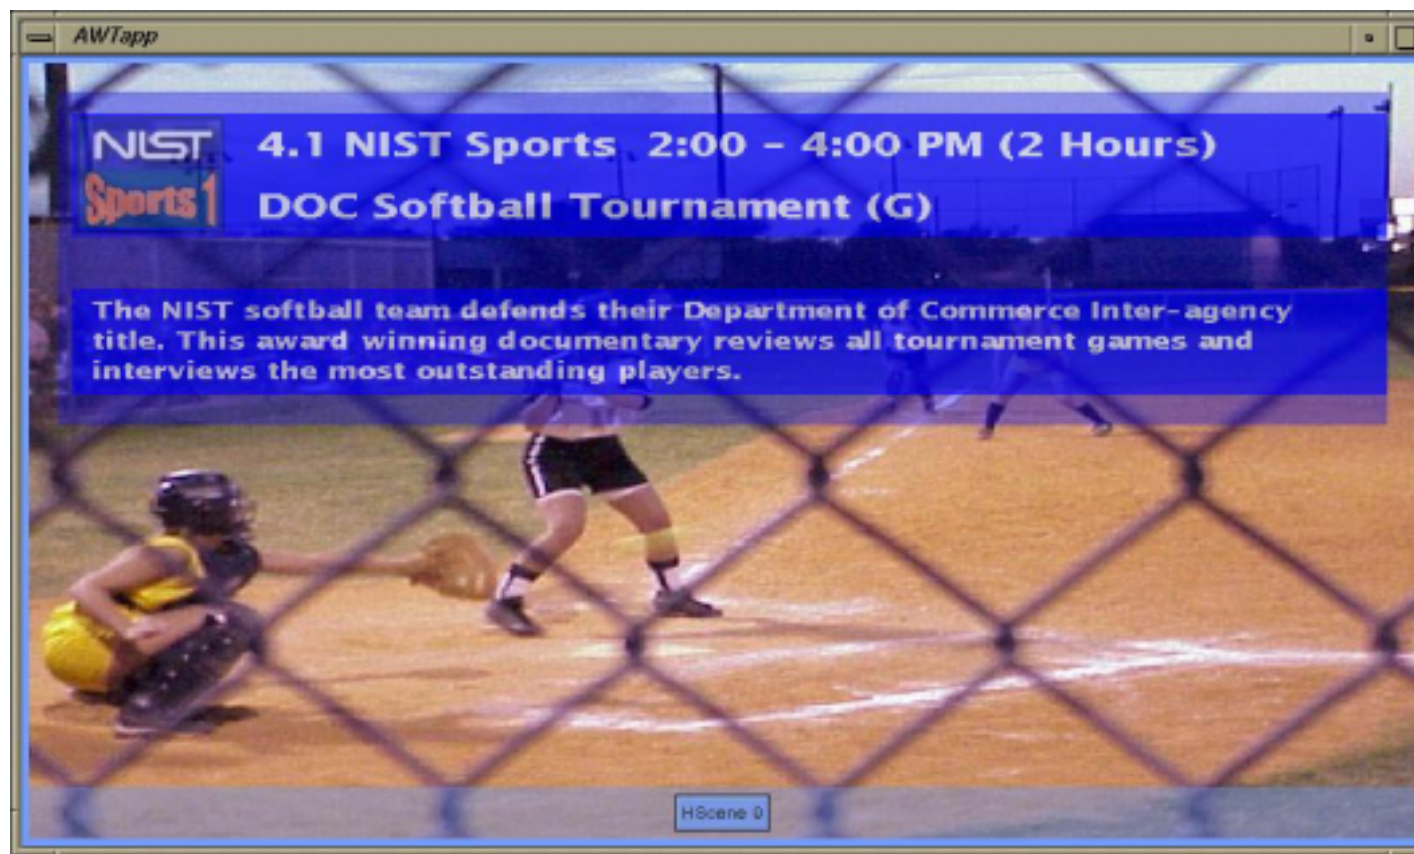 AWTapp
NIST
Sports 1
4.1 NIST Sports 2:00 – 4:00 PM (2 Hours)
DOC Softball Tournament (G)
The NIST softball team defends their Department of Commerce Inter-agency
title. This award winning documentary reviews all tournament games and
interviews the most outstanding players.
HScene 0